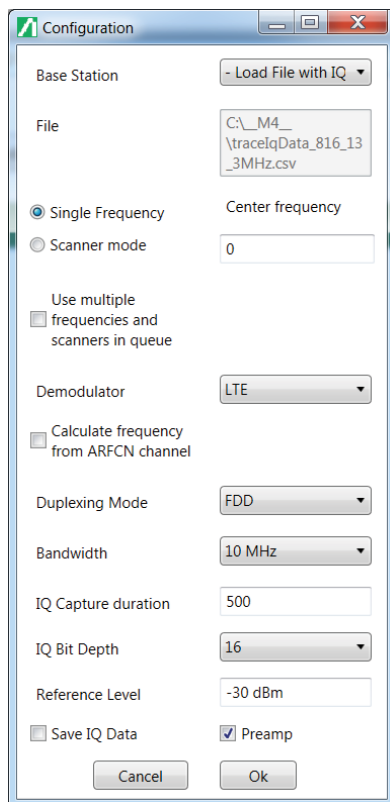 Configuration
Base Station
- Load File with IQ
File
C:\__M4__
\traceIqData_816_13
_3MHz.csv
Single Frequency
Center frequency
Scanner mode
0
Use multiple
frequencies and
scanners in queue
Demodulator
LTE
Calculate frequency
from ARFCN channel
Duplexing Mode
FDD
Bandwidth
10 MHz
IQ Capture duration
500
IQ Bit Depth
16
Reference Level
-30 dBm
Save IQ Data
Preamp
Cancel
Ok